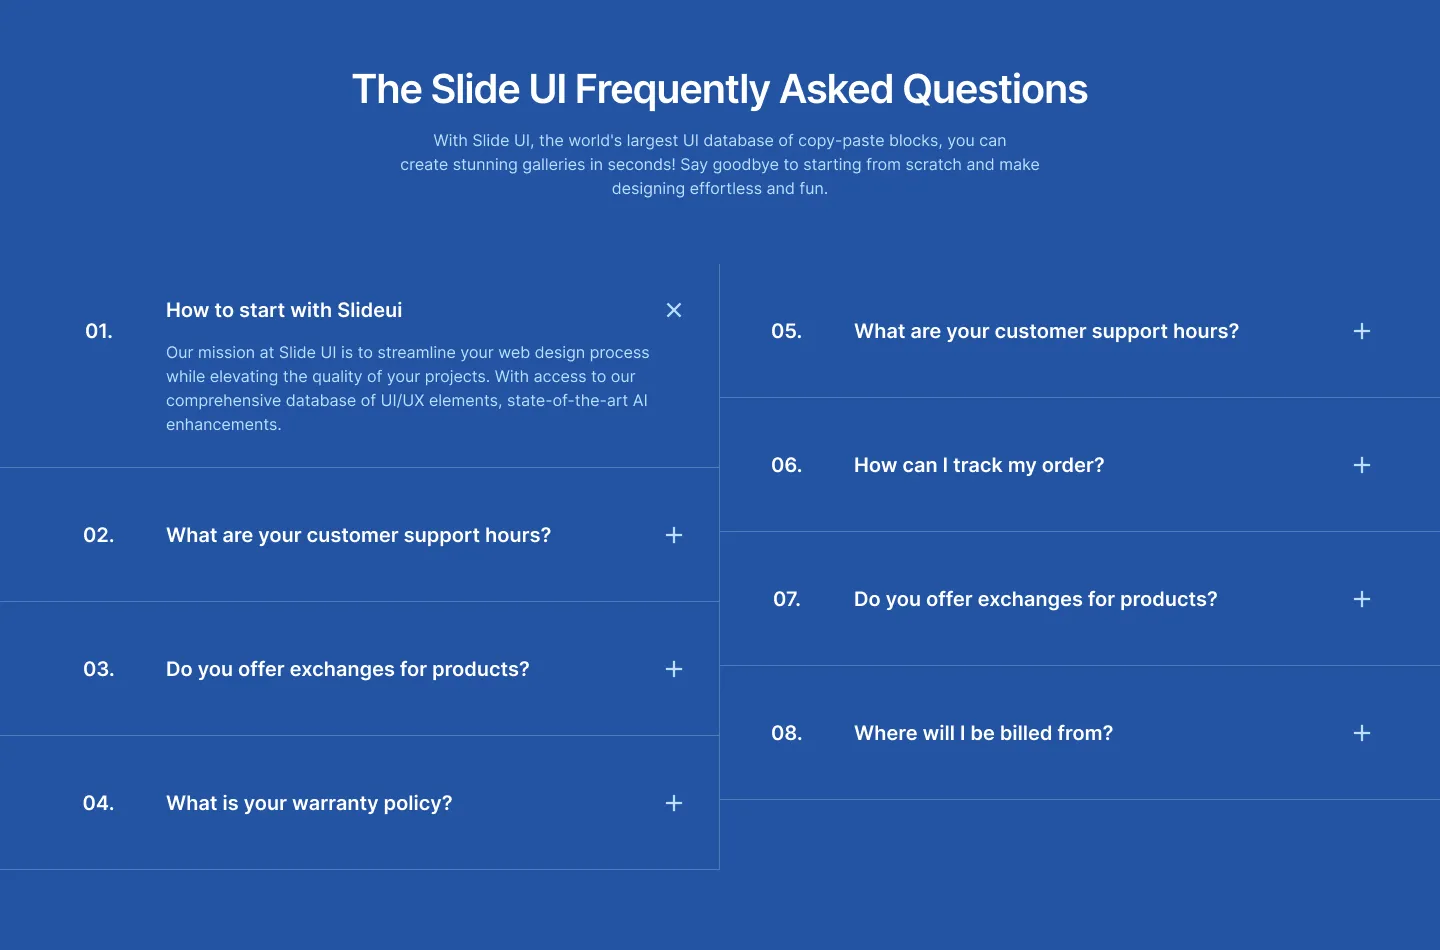 The Slide UI Frequently Asked Questions
With Slide UI, the world's largest UI database of copy-paste blocks, you can
create stunning galleries in seconds! Say goodbye to starting from scratch and make
designing effortless and fun.
01.
How to start with Slideui
Our mission at Slide UI is to streamline your web design process
while elevating the quality of your projects. With access to our
comprehensive database of UI/UX elements, state-of-the-art AI
enhancements.
02.
What are your customer support hours?
03.
Do you offer exchanges for products?
04.
What is your warranty policy?
05.
What are your customer support hours?
06.
How can I track my order?
07.
Do you offer exchanges for products?
08.
Where will I be billed from?